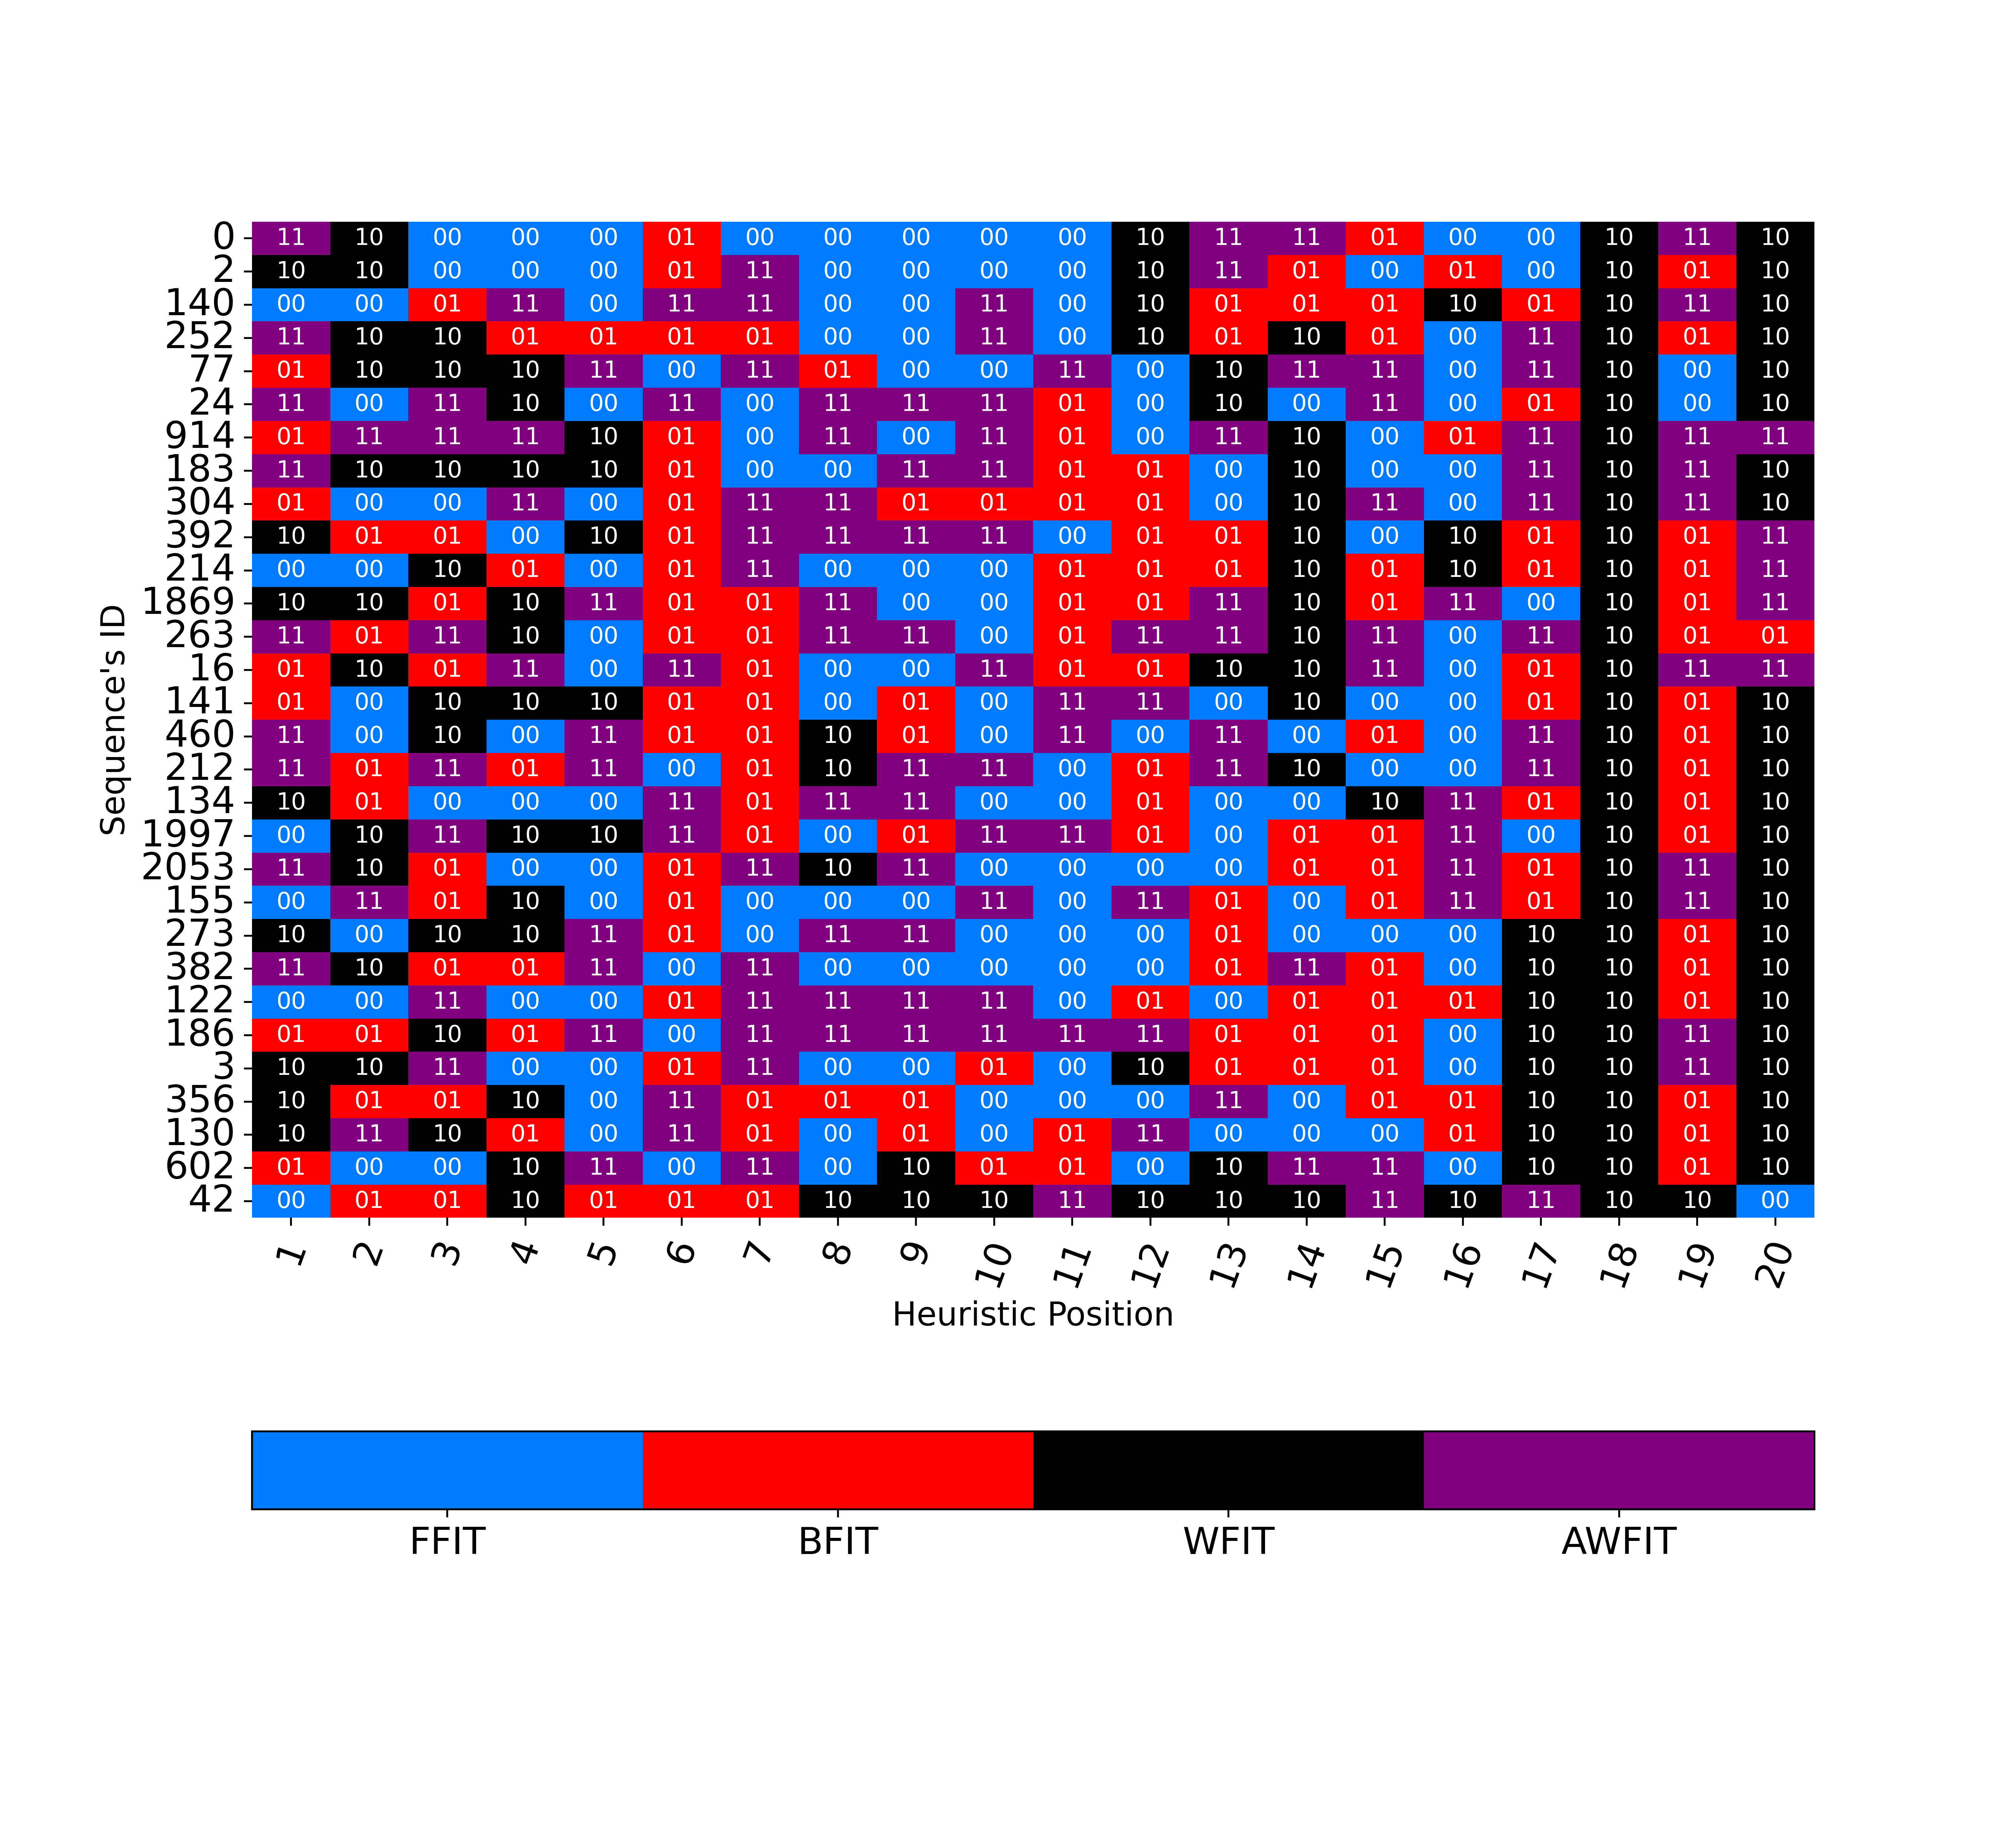 0 11 10 00 00 00 01 00 00 00 00 00 10 11 11 01 00 00 10 11 10
2 10 10 00 00 00 01 11 00 00 00 00 10 11 01 00 01 00 10 01 10
140 00 00 01 11 00 11 11 00 00 11 00 10 01 01 01 10 01 10 11 10
252 11 10 10 01 01 01 01 00 00 11 00 10 01 10 01 00 11 10 01 10
77 01 10 10 10 11 00 11 01 00 00 11 00 10 11 11 00 11 10 00 10
24 11 00 11 10 00 11 00 11 11 11 01 00 10 00 11 00 01 10 00 10
914 01 11 11 11 10 01 00 11 00 11 01 00 11 10 00 01 11 10 11 11
183 11 10 10 10 10 01 00 00 11 11 01 01 00 10 00 00 11 10 11 10
304 01 00 00 11 00 01 11 11 01 01 01 01 00 10 11 00 11 10 11 10
392 10 01 01 00 10 01 11 11 11 11 00 01 01 10 00 10 01 10 01 11
214 00 00 10 01 00 01 11 00 00 00 01 01 01 10 01 10 01 10 01 11
1869 10 10 01 10 11 01 01 11 00 00 01 01 11 10 01 11 00 10 01 11
263 11 01 11 10 00 01 01 11 11 00 01 11 11 10 11 00 11 10 01 01
16 01 10 01 11 00 11 01 00 00 11 01 01 10 10 11 00 01 10 11 11
141 01 00 10 10 10 01 01 00 01 00 11 11 00 10 00 00 01 10 01 10
460 11 00 10 00 11 01 01 10 01 00 11 00 11 00 01 00 11 10 01 10
212 11 01 11 01 11 00 01 10 11 11 00 01 11 10 00 00 11 10 01 10
134 10 01 00 00 00 11 01 11 11 00 00 01 00 00 10 11 01 10 01 10
1997 00 10 11 10 10 11 01 00 01 11 11 01 00 01 01 11 00 10 01 10
2053 11 10 01 00 00 01 11 10 11 00 00 00 00 01 01 11 01 10 11 10
155 00 11 01 10 00 01 00 00 00 11 00 11 01 00 01 11 01 10 11 10
273 10 00 10 10 11 01 00 11 11 00 00 00 01 00 00 00 10 10 01 10
382 11 10 01 01 11 00 11 00 00 00 00 00 01 11 01 00 10 10 01 10
122 00 00 11 00 00 01 11 11 11 11 00 01 00 01 01 01 10 10 01 10
186 01 01 10 01 11 00 11 11 11 11 11 11 01 01 01 00 10 10 11 10
3 10 10 11 00 00 01 11 00 00 01 00 10 01 01 01 00 10 10 11 10
356 10 01 01 10 00 11 01 01 01 00 00 00 11 00 01 01 10 10 01 10
130 10 11 10 01 00 11 01 00 01 00 01 11 00 00 00 01 10 10 01 10
602 01 00 00 10 11 00 11 00 10 01 01 00 10 11 11 00 10 10 01 10
42 00 01 01 10 01 01 01 10 10 10 11 10 10 10 11 10 11 10 10 00
1 2 3 4 5 6 7 8 9 10 11 12 13 14 15 16 17 18 19 20
Sequence's ID
Heuristic Position
FFIT BFIT WFIT AWFIT